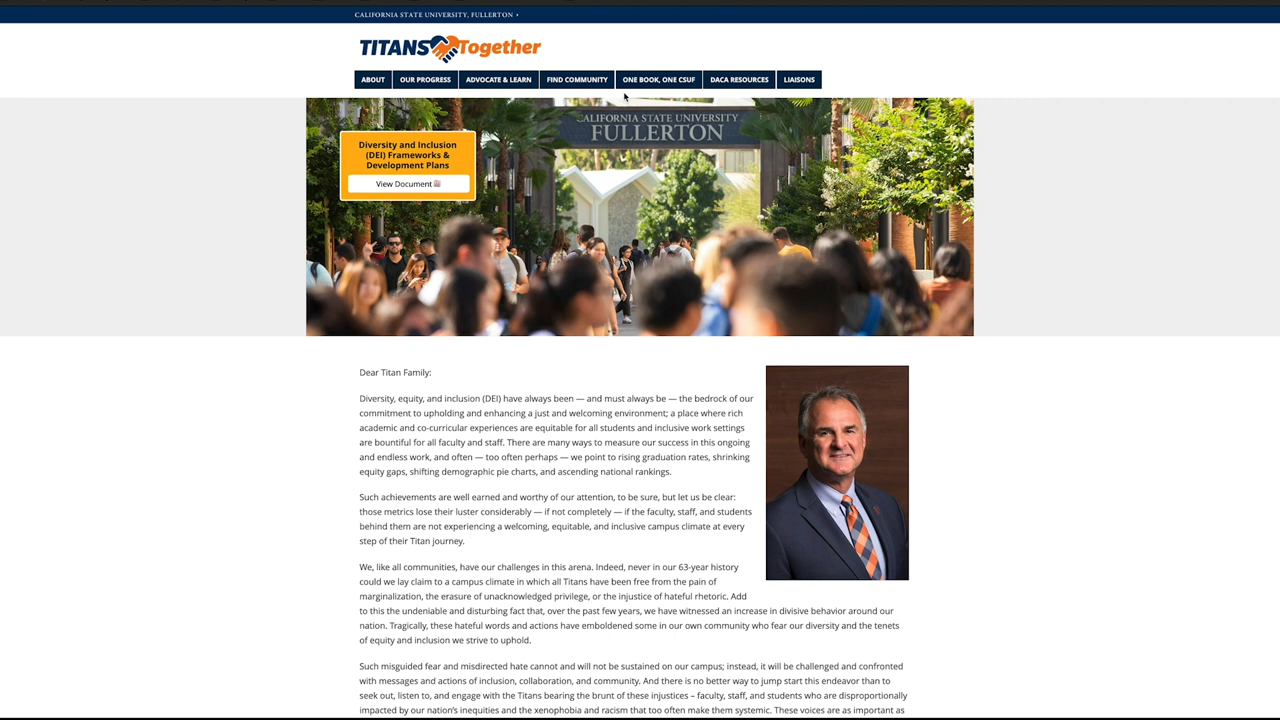 CALIFORNIA STATE UNIVERSITY, FULLERTON
TITANS Together
ABOUT
OUR PROGRESS
ADVOCATE & LEARN
FIND COMMUNITY
ONE BOOK, ONE CSUF
DACA RESOURCES
LIAISONS
CALIFORNIA STATE UNIVERSITY
FULLERTON
Diversity and Inclusion
(DEI) Frameworks &
Development Plans
View Document
Dear Titan Family:
Diversity, equity, and inclusion (DEI) have always been — and must always be — the bedrock of our
commitment to upholding and enhancing a just and welcoming environment; a place where rich
academic and co-curricular experiences are equitable for all students and inclusive work settings
are bountiful for all faculty and staff. There are many ways to measure our success in this ongoing
and endless work, and often — too often perhaps — we point to rising graduation rates, shrinking
equity gaps, shifting demographic pie charts, and ascending national rankings.
Such achievements are well earned and worthy of our attention, to be sure, but let us be clear:
those metrics lose their luster considerably — if not completely — if the faculty, staff, and students
behind them are not experiencing a welcoming, equitable, and inclusive campus climate at every
step of their Titan journey.
We, like all communities, have our challenges in this arena. Indeed, never in our 63-year history
could we lay claim to a campus climate in which all Titans have been free from the pain of
marginalization, the erasure of unacknowledged privilege, or the injustice of hateful rhetoric. Add
to this the undeniable and disturbing fact that, over the past few years, we have witnessed an increase in divisive behavior around our
nation. Tragically, these hateful words and actions have emboldened some in our own community who fear our diversity and the tenets
of equity and inclusion we strive to uphold.
Such misguided fear and misdirected hate cannot and will not be sustained on our campus; instead, it will be challenged and confronted
with messages and actions of inclusion, collaboration, and community. And there is no better way to jump start this endeavor than to
seek out, listen to, and engage with the Titans bearing the brunt of these injustices – faculty, staff, and students who are disproportionally
impacted by our nation's inequities and the xenophobia and racism that too often make them systemic. These voices are as important as